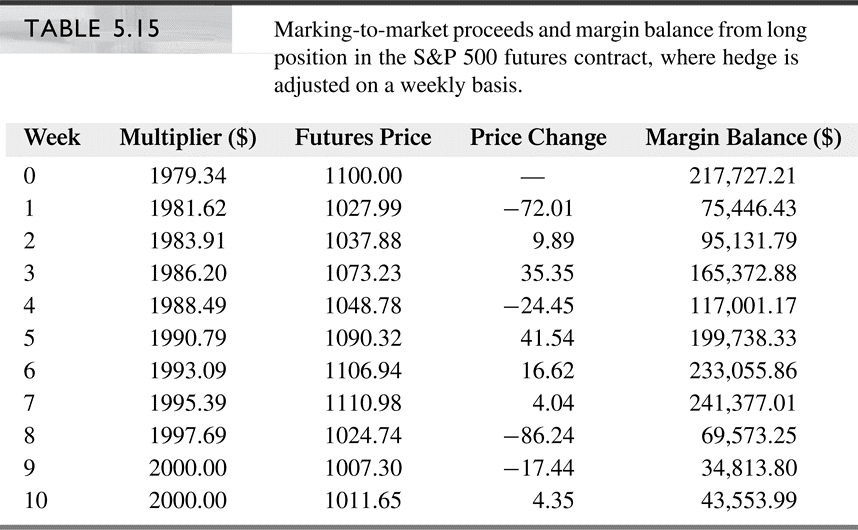 TABLE 5.15
Marking-to-market proceeds and margin balance from long
position in the S&P 500 futures contract, where hedge is
adjusted on a weekly basis.
Week Multiplier ($) Futures Price Price Change Margin Balance ($)
0 1979.34 1100.00 — 217,727.21
1 1981.62 1027.99 −72.01 75,446.43
2 1983.91 1037.88 9.89 95,131.79
3 1986.20 1073.23 35.35 165,372.88
4 1988.49 1048.78 −24.45 117,001.17
5 1990.79 1090.32 41.54 199,738.33
6 1993.09 1106.94 16.62 233,055.86
7 1995.39 1110.98 4.04 241,377.01
8 1997.69 1024.74 −86.24 69,573.25
9 2000.00 1007.30 −17.44 34,813.80
10 2000.00 1011.65 4.35 43,553.99